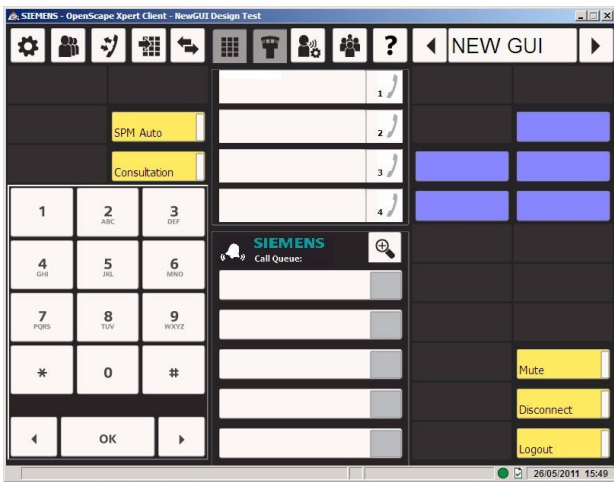 SIEMENS - OpenScape Xpert Client - NewGUI Design Test
?
NEW GUI
1
SPM Auto
2
Consultation
3
4
1
2
ABC
3
DEF
4
GHI
5
JKL
6
MNO
7
PQRS
8
TUV
9
WXYZ
*
0
#
OK
SIEMENS
Call Queue:
Mute
Disconnect
Logout
26/05/2011 15:49